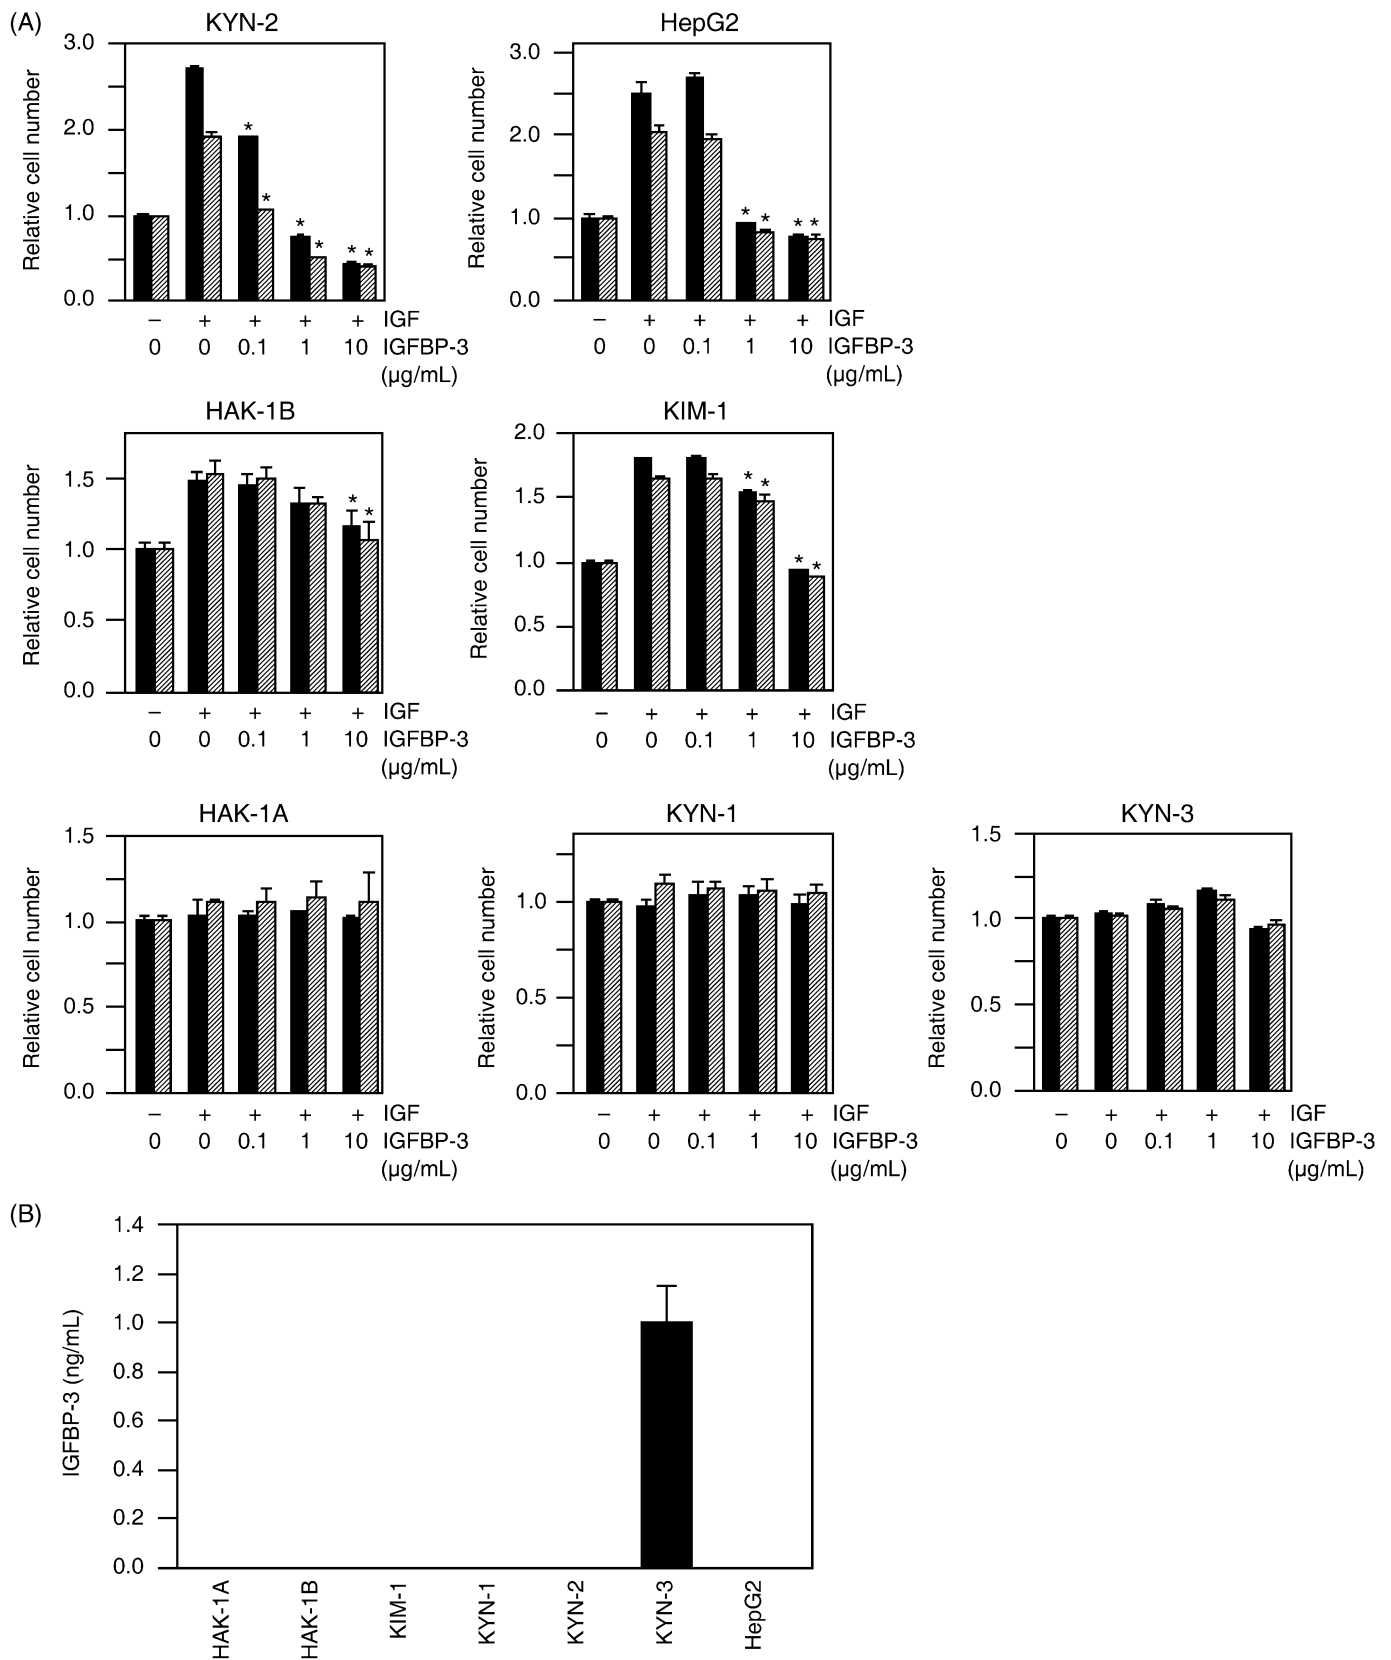 (A)
KYN-2
Relative cell number
3.0
2.0
1.0
0.0
* * * * * *
– + + + + IGF
0 0 0.1 1 10 IGFBP-3
(µg/mL)
HepG2
Relative cell number
3.0
2.0
1.0
0.0
* * * *
– + + + + IGF
0 0 0.1 1 10 IGFBP-3
(µg/mL)
HAK-1B
Relative cell number
1.5
1.0
0.5
0.0
* *
– + + + + IGF
0 0 0.1 1 10 IGFBP-3
(µg/mL)
KIM-1
Relative cell number
2.0
1.5
1.0
0.5
0.0
* * * *
– + + + + IGF
0 0 0.1 1 10 IGFBP-3
(µg/mL)
HAK-1A
Relative cell number
1.5
1.0
0.5
0.0
– + + + + IGF
0 0 0.1 1 10 IGFBP-3
(µg/mL)
KYN-1
Relative cell number
1.0
0.5
0.0
– + + + + IGF
0 0 0.1 1 10 IGFBP-3
(µg/mL)
KYN-3
Relative cell number
1.5
1.0
0.5
0.0
– + + + + IGF
0 0 0.1 1 10 IGFBP-3
(µg/mL)
(B)
IGFBP-3 (ng/mL)
1.4
1.2
1.0
0.8
0.6
0.4
0.2
0.0
HAK-1A
HAK-1B
KIM-1
KYN-1
KYN-2
KYN-3
HepG2